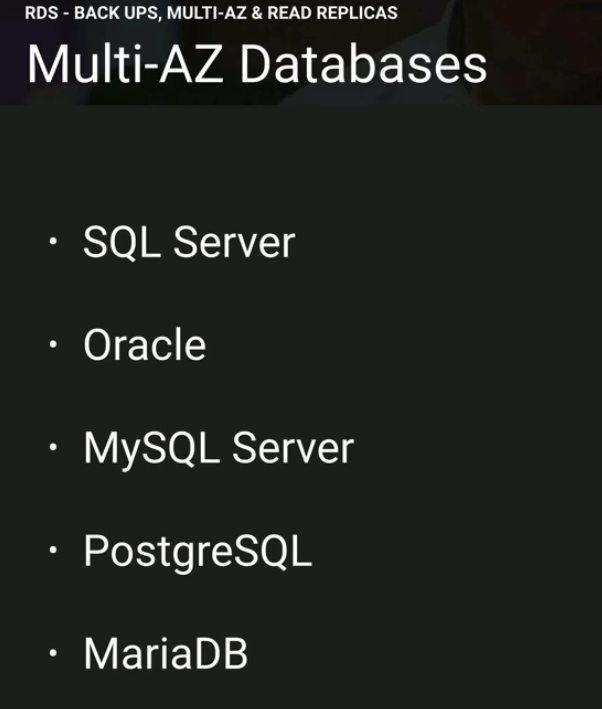 RDS - BACK UPS, MULTI-AZ & READ REPLICAS
Multi-AZ Databases
• SQL Server
• Oracle
• MySQL Server
• PostgreSQL
• MariaDB